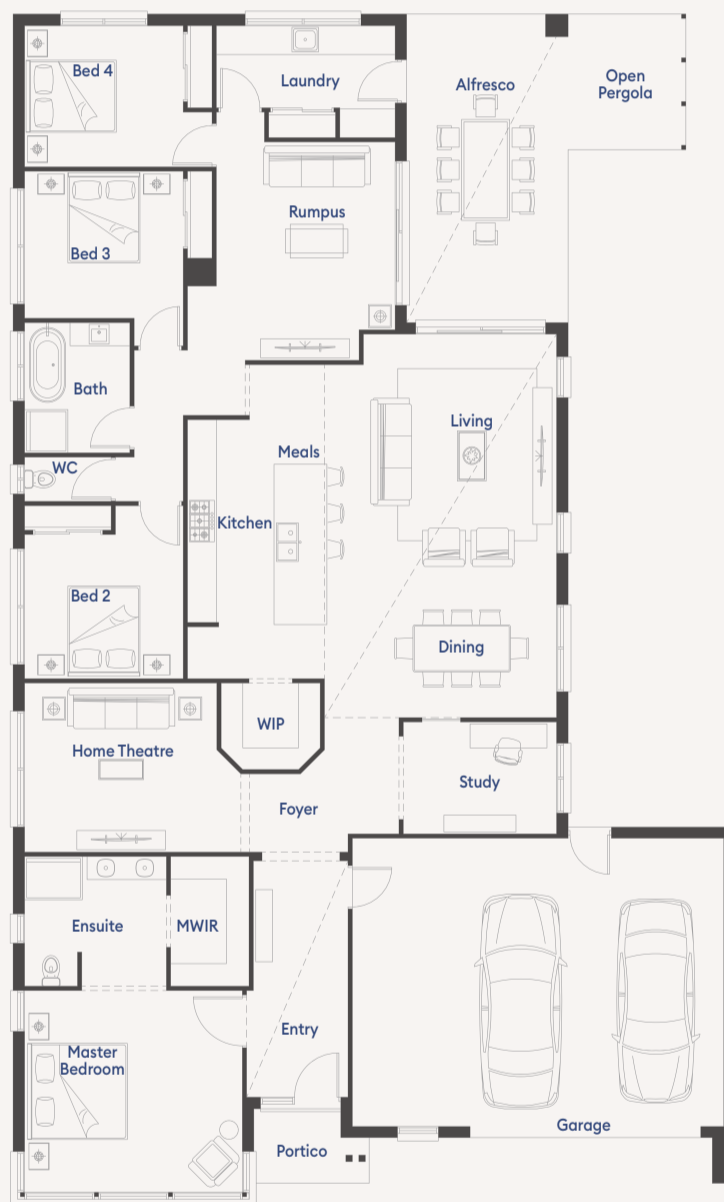 Bed 4
Laundry
Alfresco
Open
Pergola
Rumpus
Bed 3
Bath
Living
Meals
WC
Kitchen
Bed 2
Dining
WIP
Home Theatre
Study
Foyer
Ensuite
MWIR
Entry
Master
Bedroom
Garage
Portico